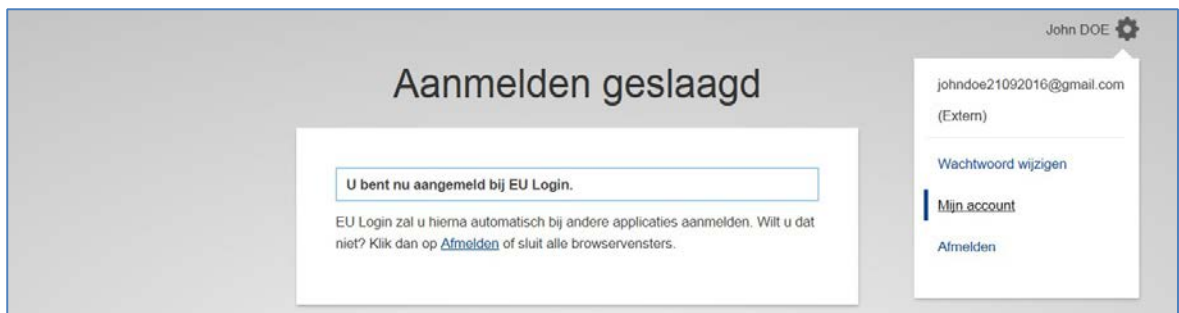 John DOE
Aanmelden geslaagd
johndoe21092016@gmail.com
(Extern)
U bent nu aangemeld bij EU Login.
EU Login zal u hierna automatisch bij andere applicaties aanmelden. Wilt u dat
niet? Klik dan op Afmelden of sluit alle browservensters.
Wachtwoord wijzigen
Mijn account
Afmelden